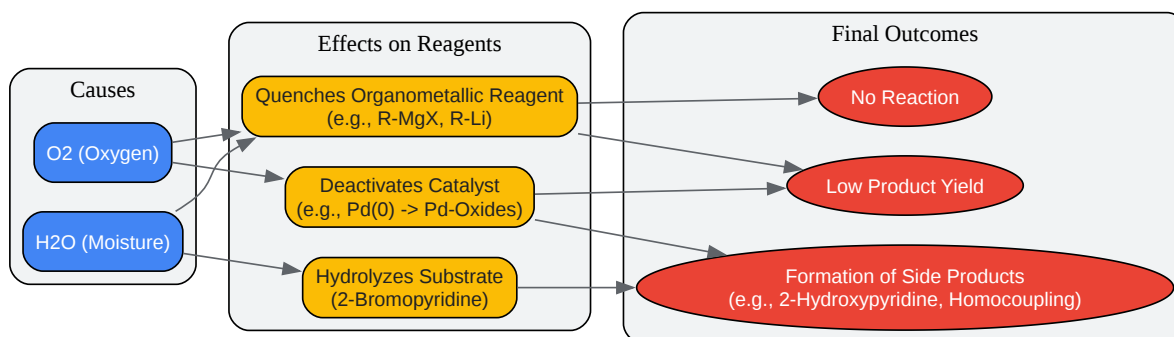 Causes
O2 (Oxygen)
H2O (Moisture)
Effects on Reagents
Quenches Organometallic Reagent
(e.g., R-MgX, R-Li)
Deactivates Catalyst
(e.g., Pd(0) -> Pd-Oxides)
Hydrolyzes Substrate
(2-Bromopyridine)
Final Outcomes
No Reaction
Low Product Yield
Formation of Side Products
(e.g., 2-Hydroxypyridine, Homocoupling)